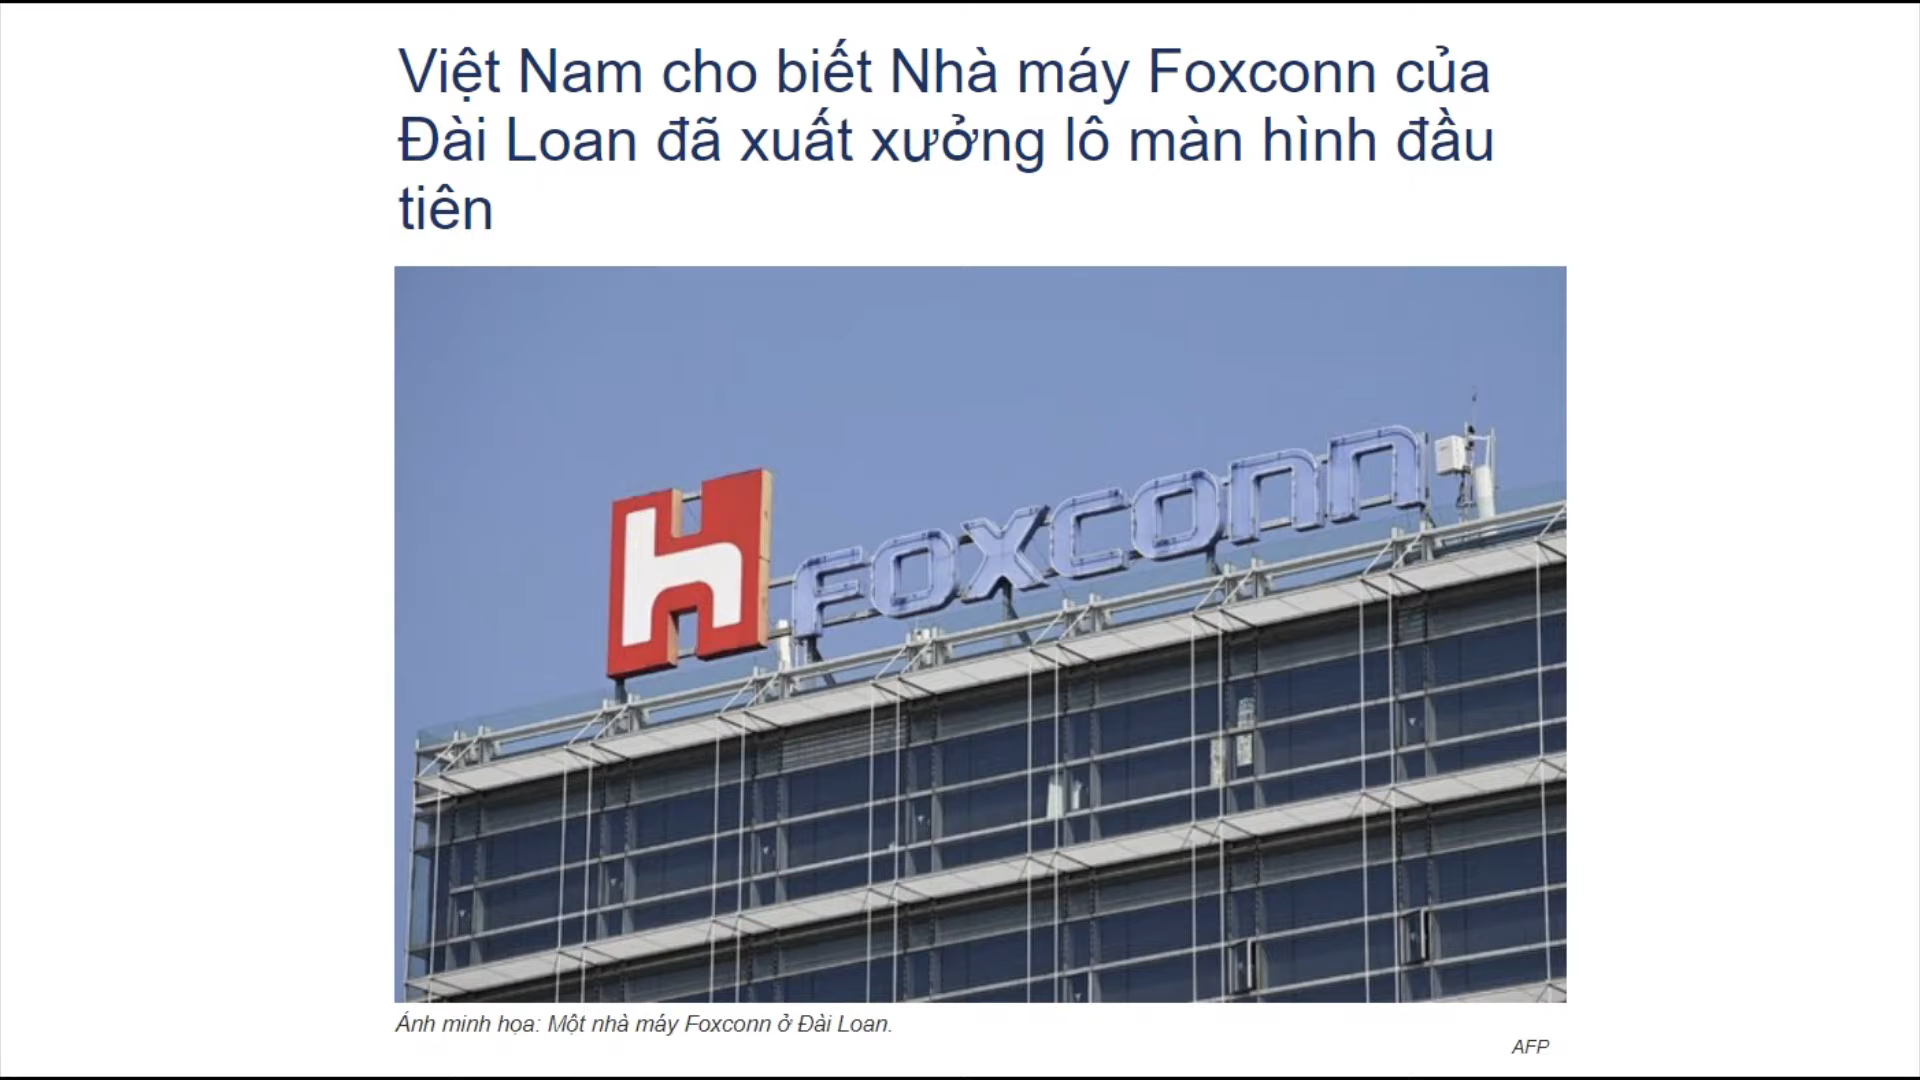 Việt Nam cho biết Nhà máy Foxconn của
Đài Loan đã xuất xưởng lô màn hình đầu
tiên
h FOXCONN
Ảnh minh họa: Một nhà máy Foxconn ở Đài Loan.
AFP